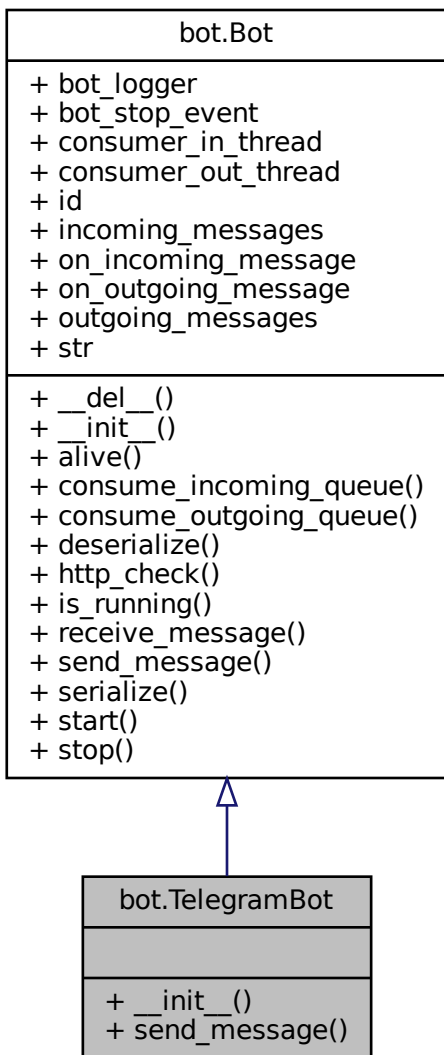 bot.Bot
+ bot_logger
+ bot_stop_event
+ consumer_in_thread
+ consumer_out_thread
+ id
+ incoming_messages
+ on_incoming_message
+ on_outgoing_message
+ outgoing_messages
+ str
+ __del__()
+ __init__()
+ alive()
+ consume_incoming_queue()
+ consume_outgoing_queue()
+ deserialize()
+ http_check()
+ is_running()
+ receive_message()
+ send_message()
+ serialize()
+ start()
+ stop()
bot.TelegramBot
+ __init__()
+ send_message()